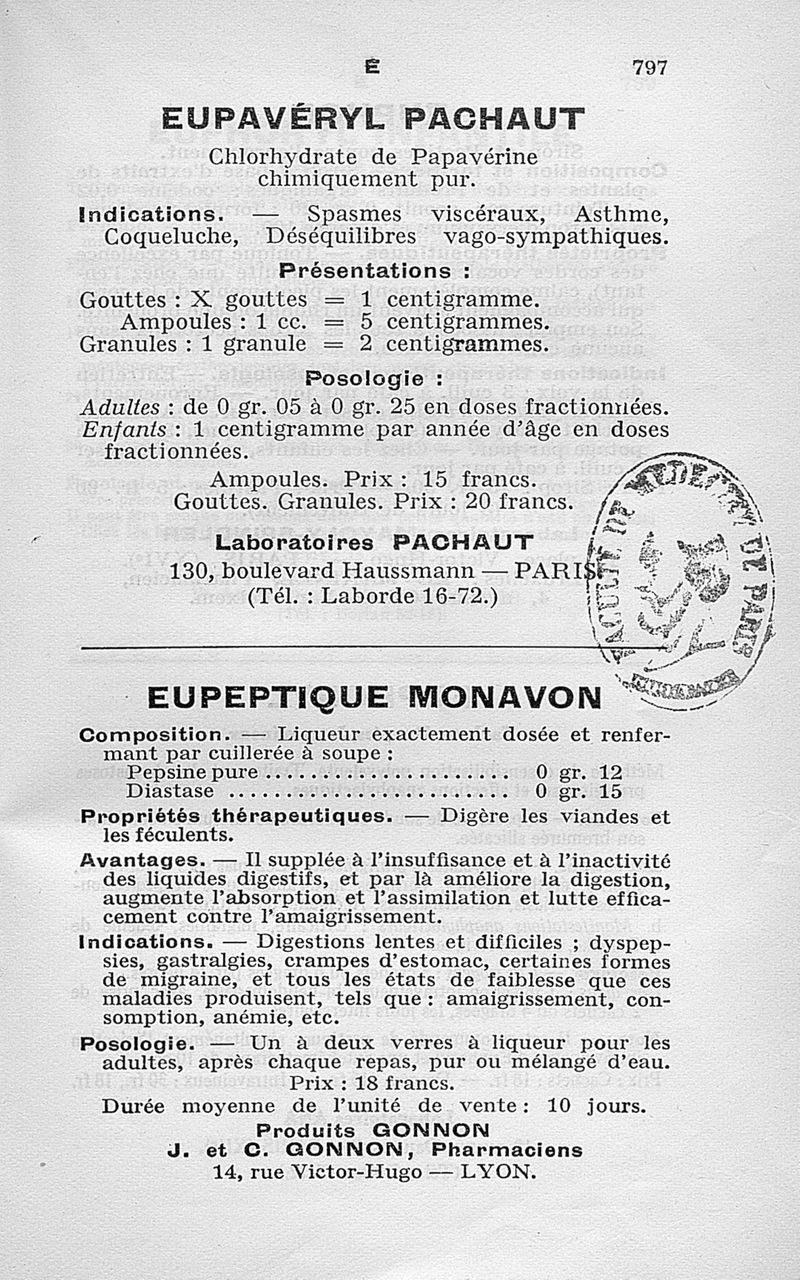 E
797
EUPAVÉRYL PACHAUT
Chlorhydrate de Papavérine
chimiquement pur.
Indications. — Spasmes viscéraux, Asthme,
Coqueluche, Déséquilibres vago-sympathiques.
Présentations :
Gouttes : X gouttes = 1 centigramme.
Ampoules : 1 cc. = 5 centigrammes.
Granules : 1 granule = 2 centigrammes.
Posologie :
Adultes : de 0 gr. 05 à 0 gr. 25 en doses fractionnées.
Enfants : 1 centigramme par année d'âge en doses
fractionnées.
Ampoules. Prix : 15 francs.
Gouttes. Granules. Prix : 20 francs.
Laboratoires PACHAUT
130, boulevard Haussmann — PARIS.
(Tél. : Laborde 16-72.)
FACULTÉ DE MÉDECINE DE PARIS
EUPEPTIQUE MONAVON
Composition. — Liqueur exactement dosée et renfer-
mant par cuillerée à soupe :
Pepsine pure ...................... 0 gr. 12
Diastase ......................... 0 gr. 15
Propriétés thérapeutiques. — Digère les viandes et
les féculents.
Avantages. — Il supplée à l'insuffisance et à l'inactivité
des liquides digestifs, et par là améliore la digestion,
augmente l'absorption et l'assimilation et lutte effica-
cement contre l'amaigrissement.
Indications. — Digestions lentes et difficiles ; dyspep-
sies, gastralgies, crampes d'estomac, certaines formes
de migraine, et tous les états de faiblesse que ces
maladies produisent, tels que : amaigrissement, con-
somption, anémie, etc.
Posologie. — Un à deux verres à liqueur pour les
adultes, après chaque repas, pur ou mélangé d'eau.
Prix : 18 francs.
Durée moyenne de l'unité de vente : 10 jours.
Produits GONNON
J. et C. GONNON, Pharmaciens
14, rue Victor-Hugo — LYON.